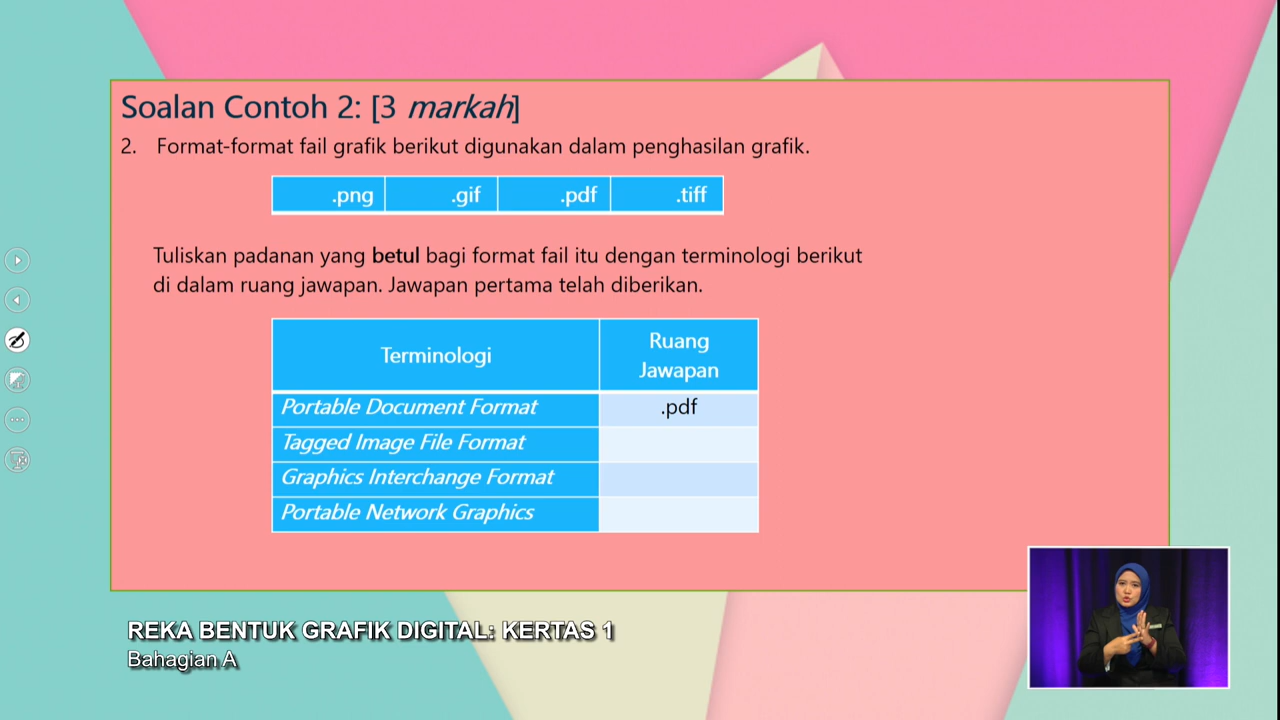 Soalan Contoh 2: [3 markah]
2. Format-format fail grafik berikut digunakan dalam penghasilan grafik.
.png .gif .pdf .tiff
Tuliskan padanan yang betul bagi format fail itu dengan terminologi berikut
di dalam ruang jawapan. Jawapan pertama telah diberikan.
Terminologi
Ruang
Jawapan
Portable Document Format .pdf
Tagged Image File Format
Graphics Interchange Format
Portable Network Graphics
REKA BENTUK GRAFIK DIGITAL: KERTAS 1
Bahagian A